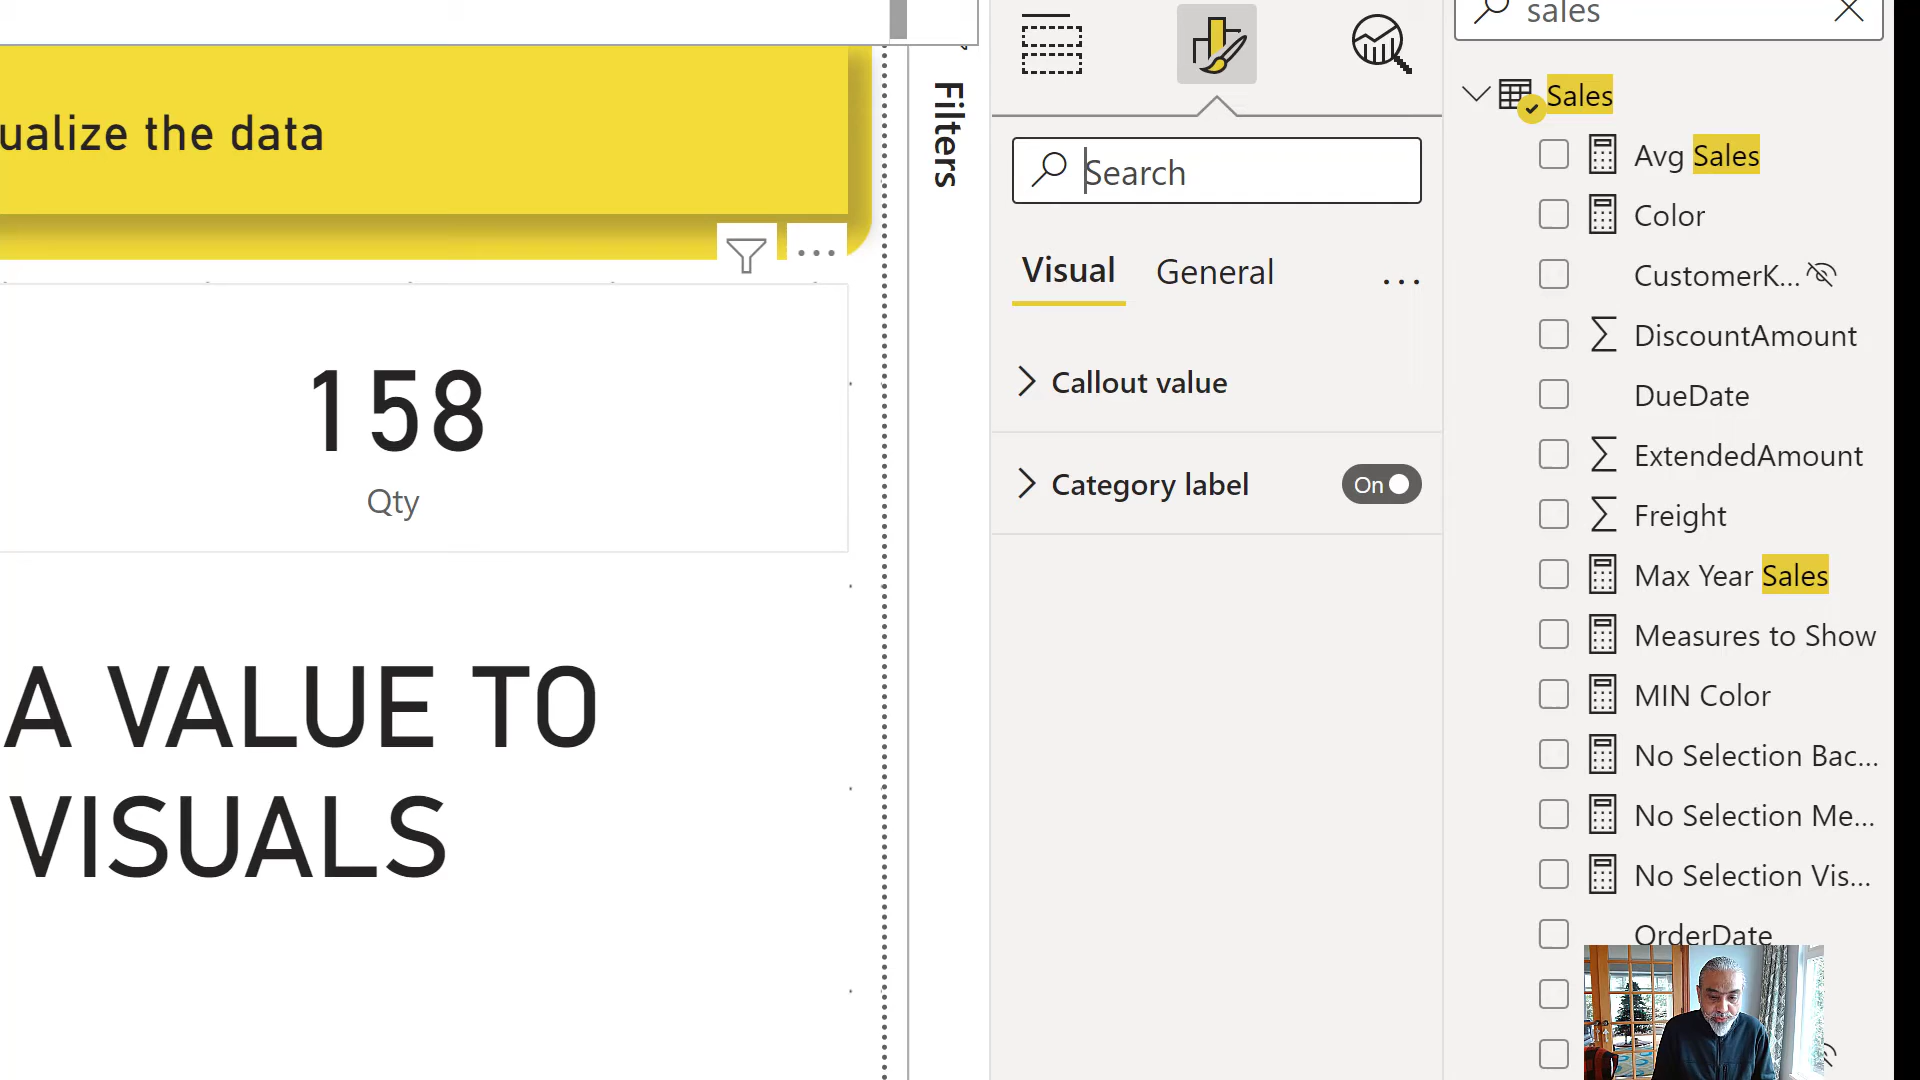 ualize the data
158
Qty
A VALUE TO
VISUALS
Filters
Search
Visual
General
...
Callout value
Category label
On
sales
Sales
Avg Sales
Color
CustomerK...
DiscountAmount
DueDate
ExtendedAmount
Freight
Max Year Sales
Measures to Show
MIN Color
No Selection Bac...
No Selection Me...
No Selection Vis...
OrderDate